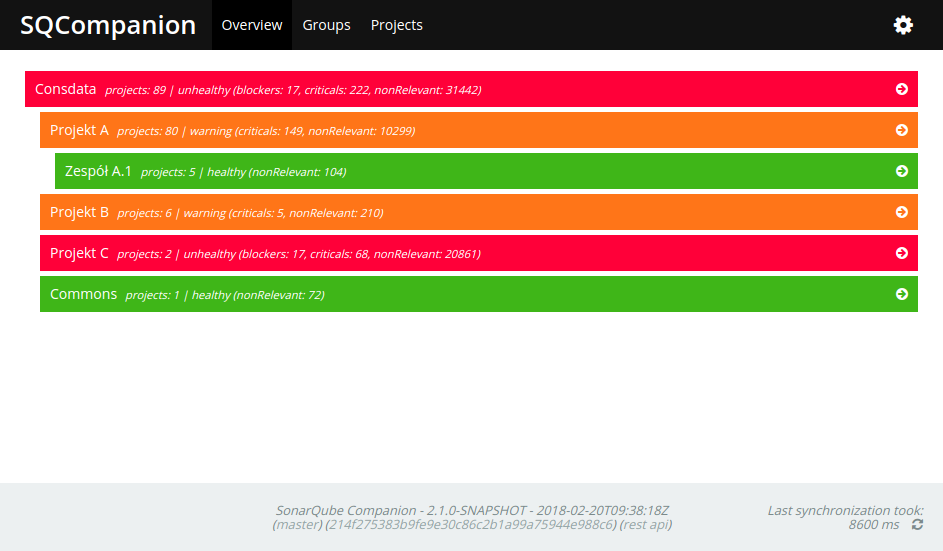 SQCompanion Overview Groups Projects
Consdata projects: 89 | unhealthy (blockers: 17, criticals: 222, nonRelevant: 31442)
Projekt A projects: 80 | warning (criticals: 149, nonRelevant: 10299)
Zespół A.1 projects: 5 | healthy (nonRelevant: 104)
Projekt B projects: 6 | warning (criticals: 5, nonRelevant: 210)
Projekt C projects: 2 | unhealthy (blockers: 17, criticals: 68, nonRelevant: 20861)
Commons projects: 1 | healthy (nonRelevant: 72)
SonarQube Companion - 2.1.0-SNAPSHOT - 2018-02-20T09:38:18Z
(master) (214f275383b9fe9e30c86c2b1a99a75944e988c6) (rest api)
Last synchronization took:
8600 ms